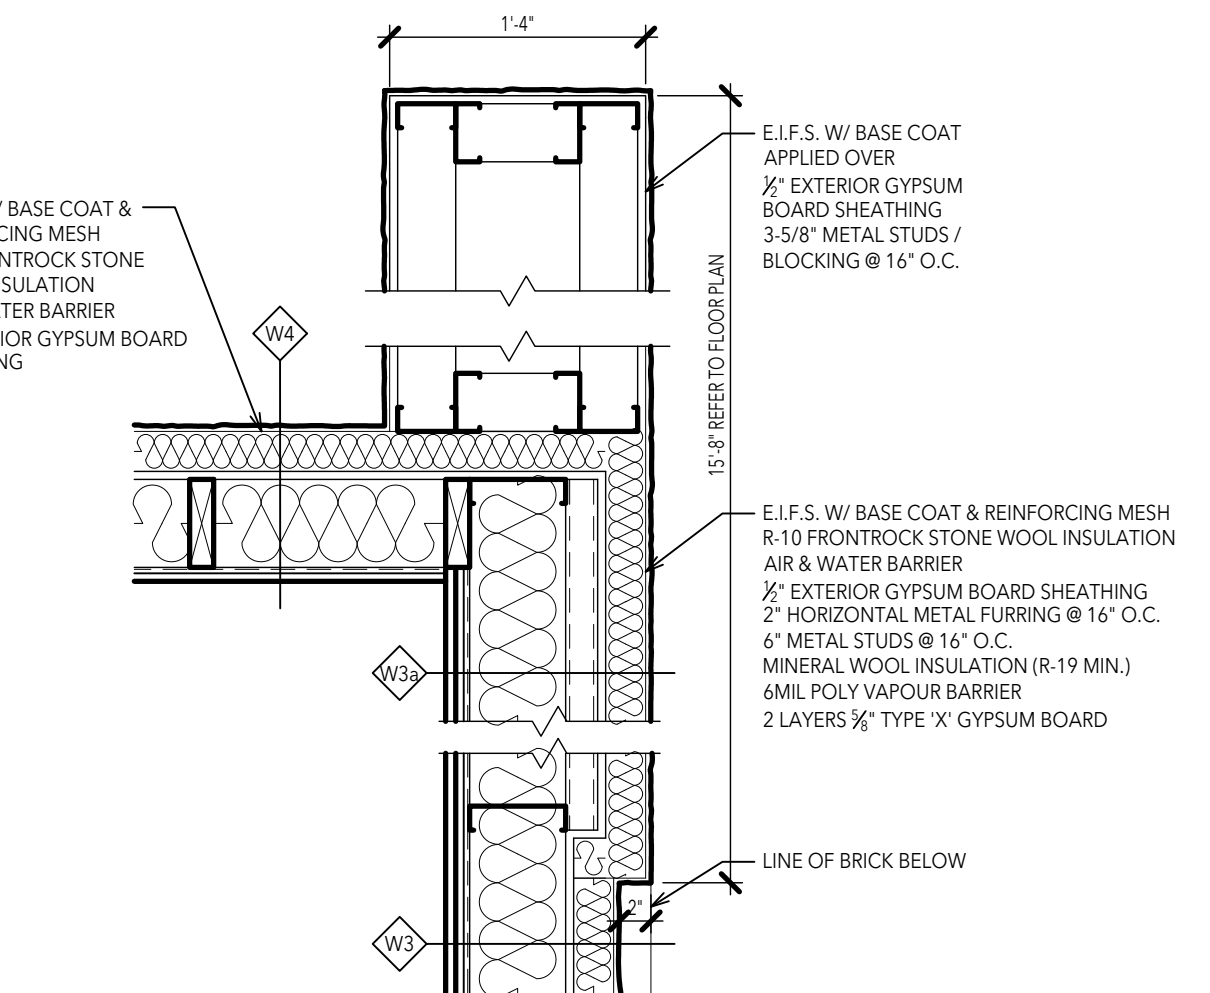 1'-4"
E.I.F.S. W/ BASE COAT
APPLIED OVER
½" EXTERIOR GYPSUM
BOARD SHEATHING
3-5/8" METAL STUDS /
BLOCKING @ 16" O.C.
/ BASE COAT &
CING MESH
NTROCK STONE
SULATION
TER BARRIER
IOR GYPSUM BOARD
NG
W4
15'-8" REFER TO FLOOR PLAN
E.I.F.S. W/ BASE COAT & REINFORCING MESH
R-10 FRONTROCK STONE WOOL INSULATION
AIR & WATER BARRIER
½" EXTERIOR GYPSUM BOARD SHEATHING
2" HORIZONTAL METAL FURRING @ 16" O.C.
6" METAL STUDS @ 16" O.C.
MINERAL WOOL INSULATION (R-19 MIN.)
6MIL POLY VAPOUR BARRIER
2 LAYERS ⅝" TYPE 'X' GYPSUM BOARD
W3a
LINE OF BRICK BELOW
2"
W3